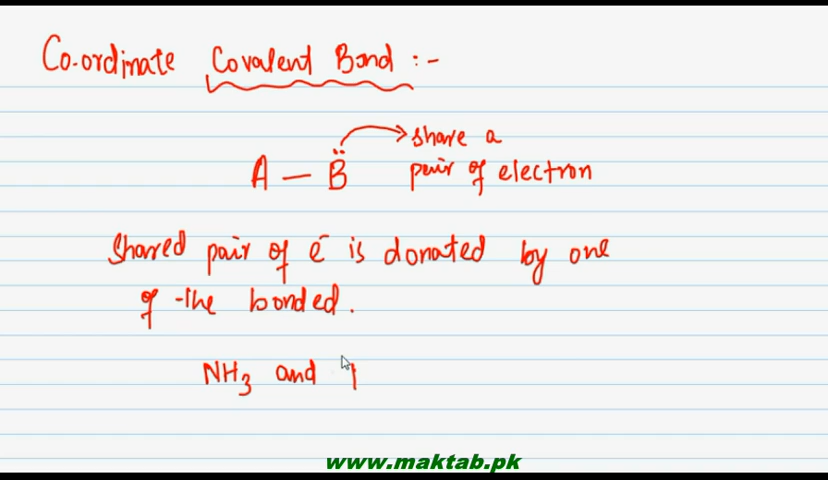 Co-ordinate Covalent Bond :-
share a
A — B̈ pair of electron
Shared pair of e⁻ is donated by one
of the bonded.
NH₃ and
www.maktab.pk